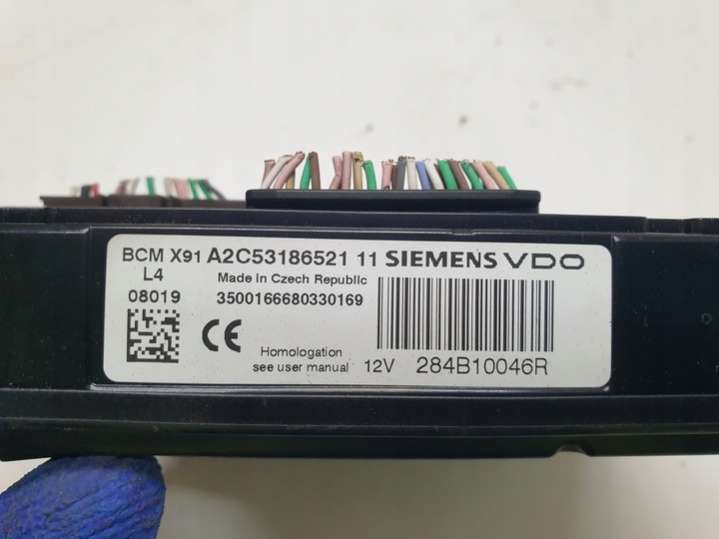 BCM X91 A2C53186521 11 SIEMENS VDO
L4 Made in Czech Republic
08019 3500166680330169
CE
Homologation
see user manual 12V 284B10046R